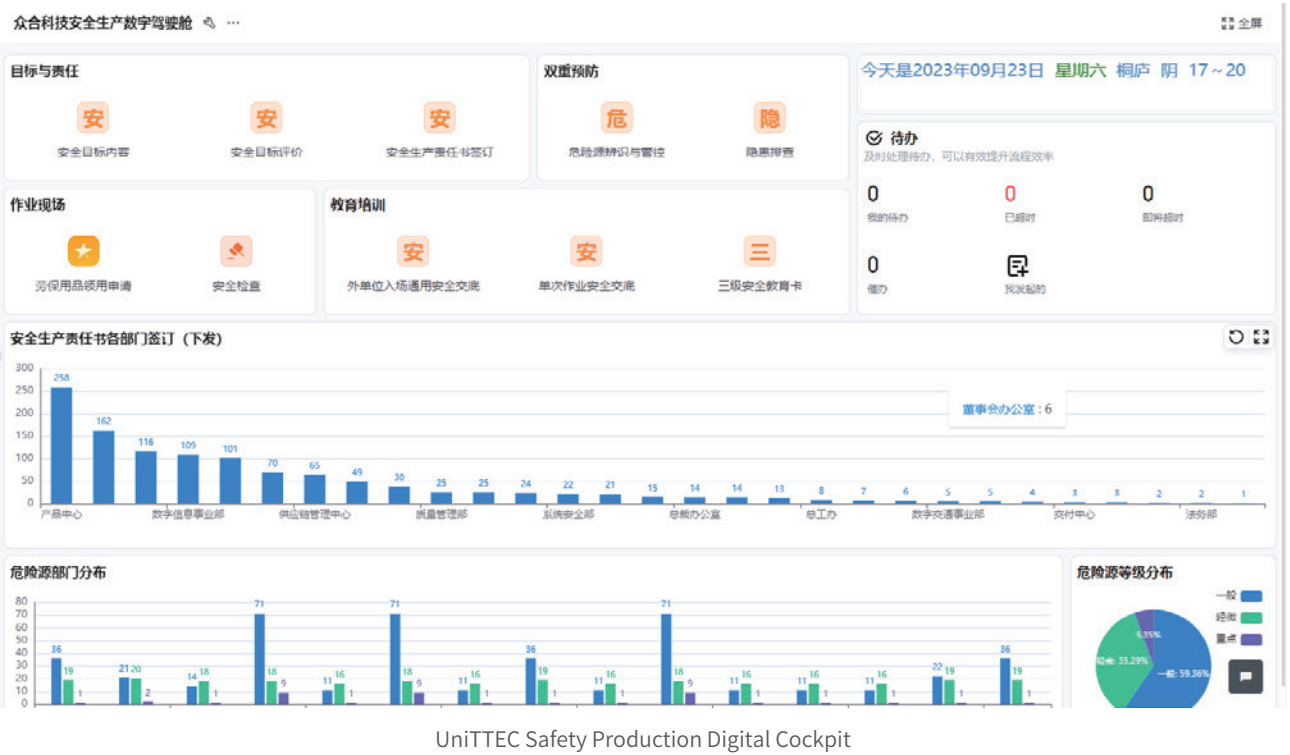 众合科技安全生产数字驾驶舱
全屏
目标与责任
安 安 安
安全目标内容 安全目标评价 安全生产责任书签订
双重预防
危 隐
危险源辨识与管控 隐患排查
今天是2023年09月23日 星期六 桐庐 阴 17~20
待办
及时处理待办，可以有效提升流程效率
0 0 0
我的待办 已超时 即将超时
0
催办 我发起的
作业现场
劳保用品领用申请 安全检查
教育培训
安 安 三
外单位入场通用安全交底 单次作业安全交底 三级安全教育卡
安全生产责任书各部门签订（下发）
300
250
200
150
100
50
0
258 162 116 109 101 70 65 49 38 25 25 24 22 21 15 14 14 13 8 7 6 5 5 4 3 3 2 2 1
董事会办公室：6
产品中心 数字信息事业部 供应链管理中心 质量管理部 系统安全部 总裁办公室 总工办 数字交通事业部 交付中心 法务部
危险源部门分布
80
70
60
50
40
30
20
10
0
36 19 1 21 20 2 14 18 1 71 18 9 11 16 1 71 18 9 11 16 1 36 19 1 11 16 1 71 18 9 11 16 1 11 16 1 11 16 1 22 19 1 36 19 1
危险源等级分布
一般
轻微
重点
5.35%
轻微: 35.29%
一般: 59.36%
UniTTEC Safety Production Digital Cockpit